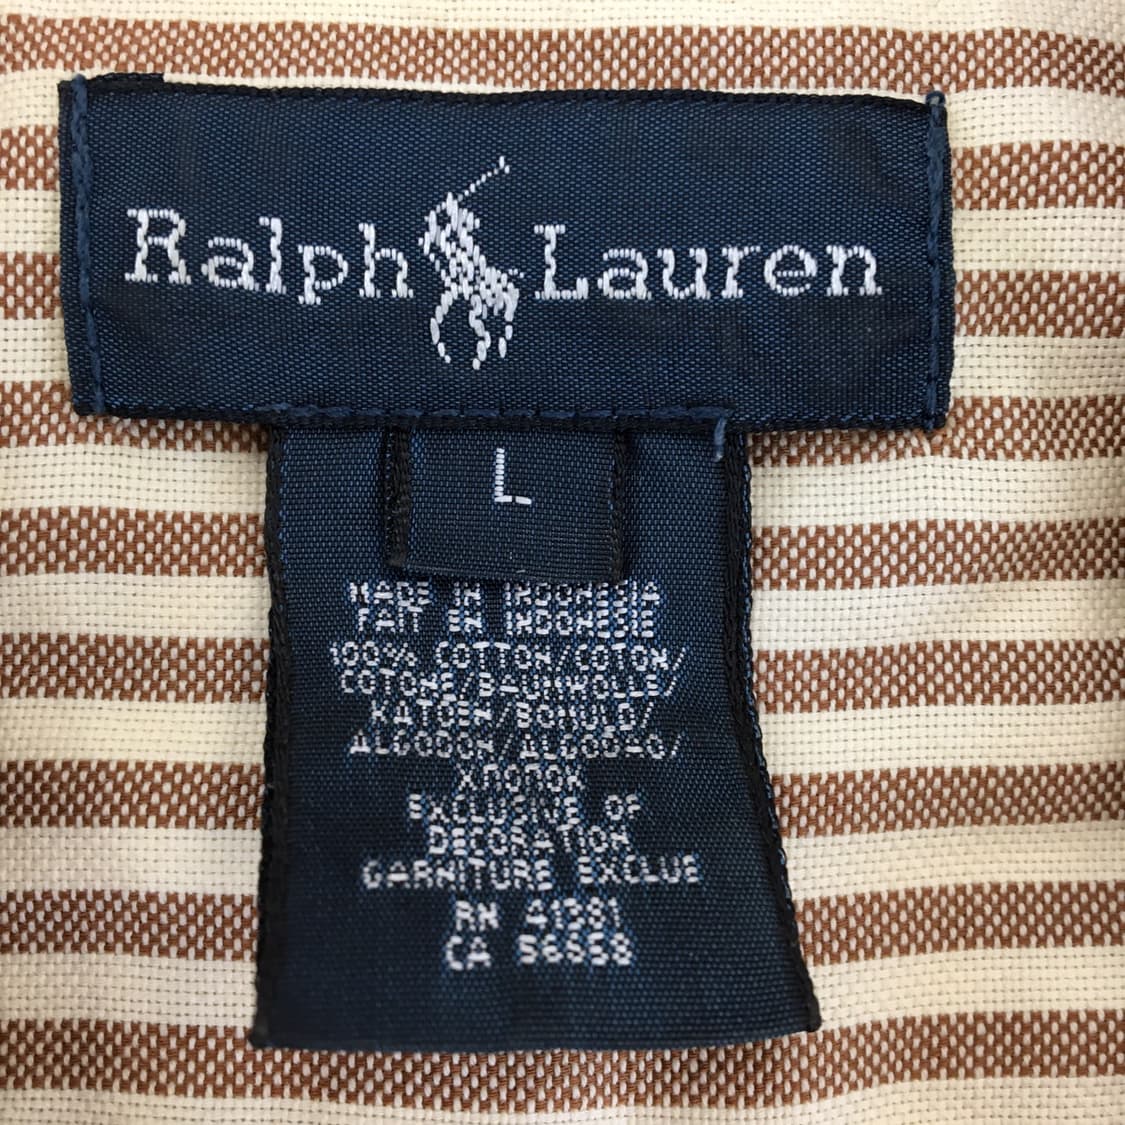 Ralph Lauren
L
MADE IN INDONESIA
FAIT EN INDONESIE
100% COTTON/COTON/
COTONE/BAUMWOLLE/
KATOEN/BOMULD/
ALGODON/ALGODAO/
ХЛОПОК
EXCLUSIVE OF
DECORATION
GARNITURE EXCLUE
RN 41381
CA 56658